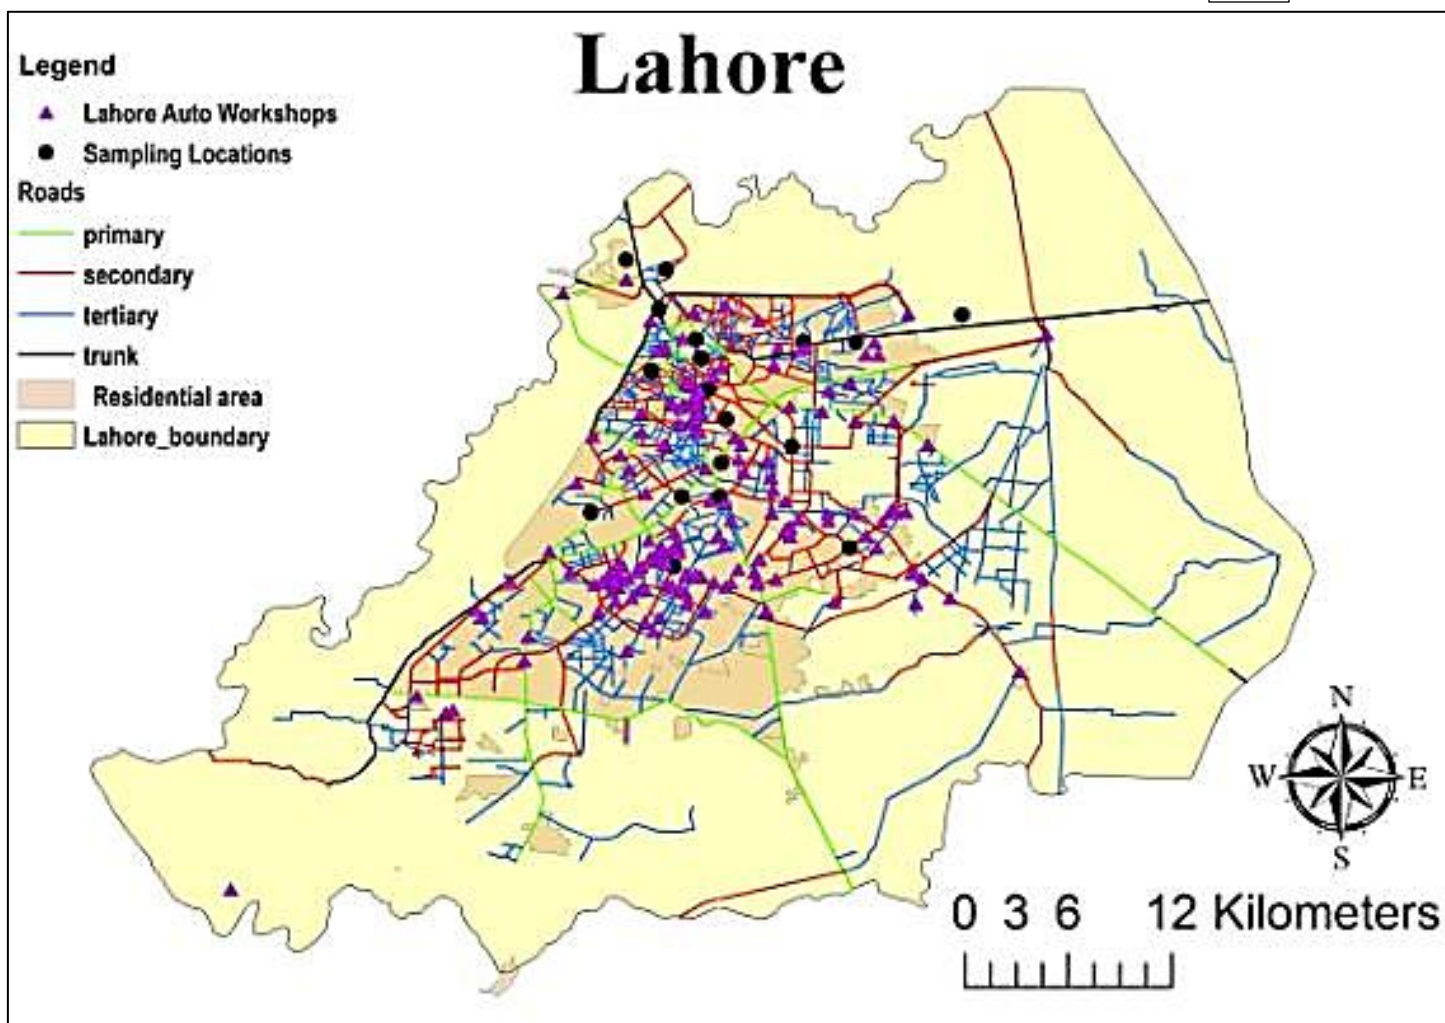 Lahore
Legend
Lahore Auto Workshops
Sampling Locations
Roads
primary
secondary
tertiary
trunk
Residential area
Lahore_boundary
N
W E
S
0 3 6 12 Kilometers